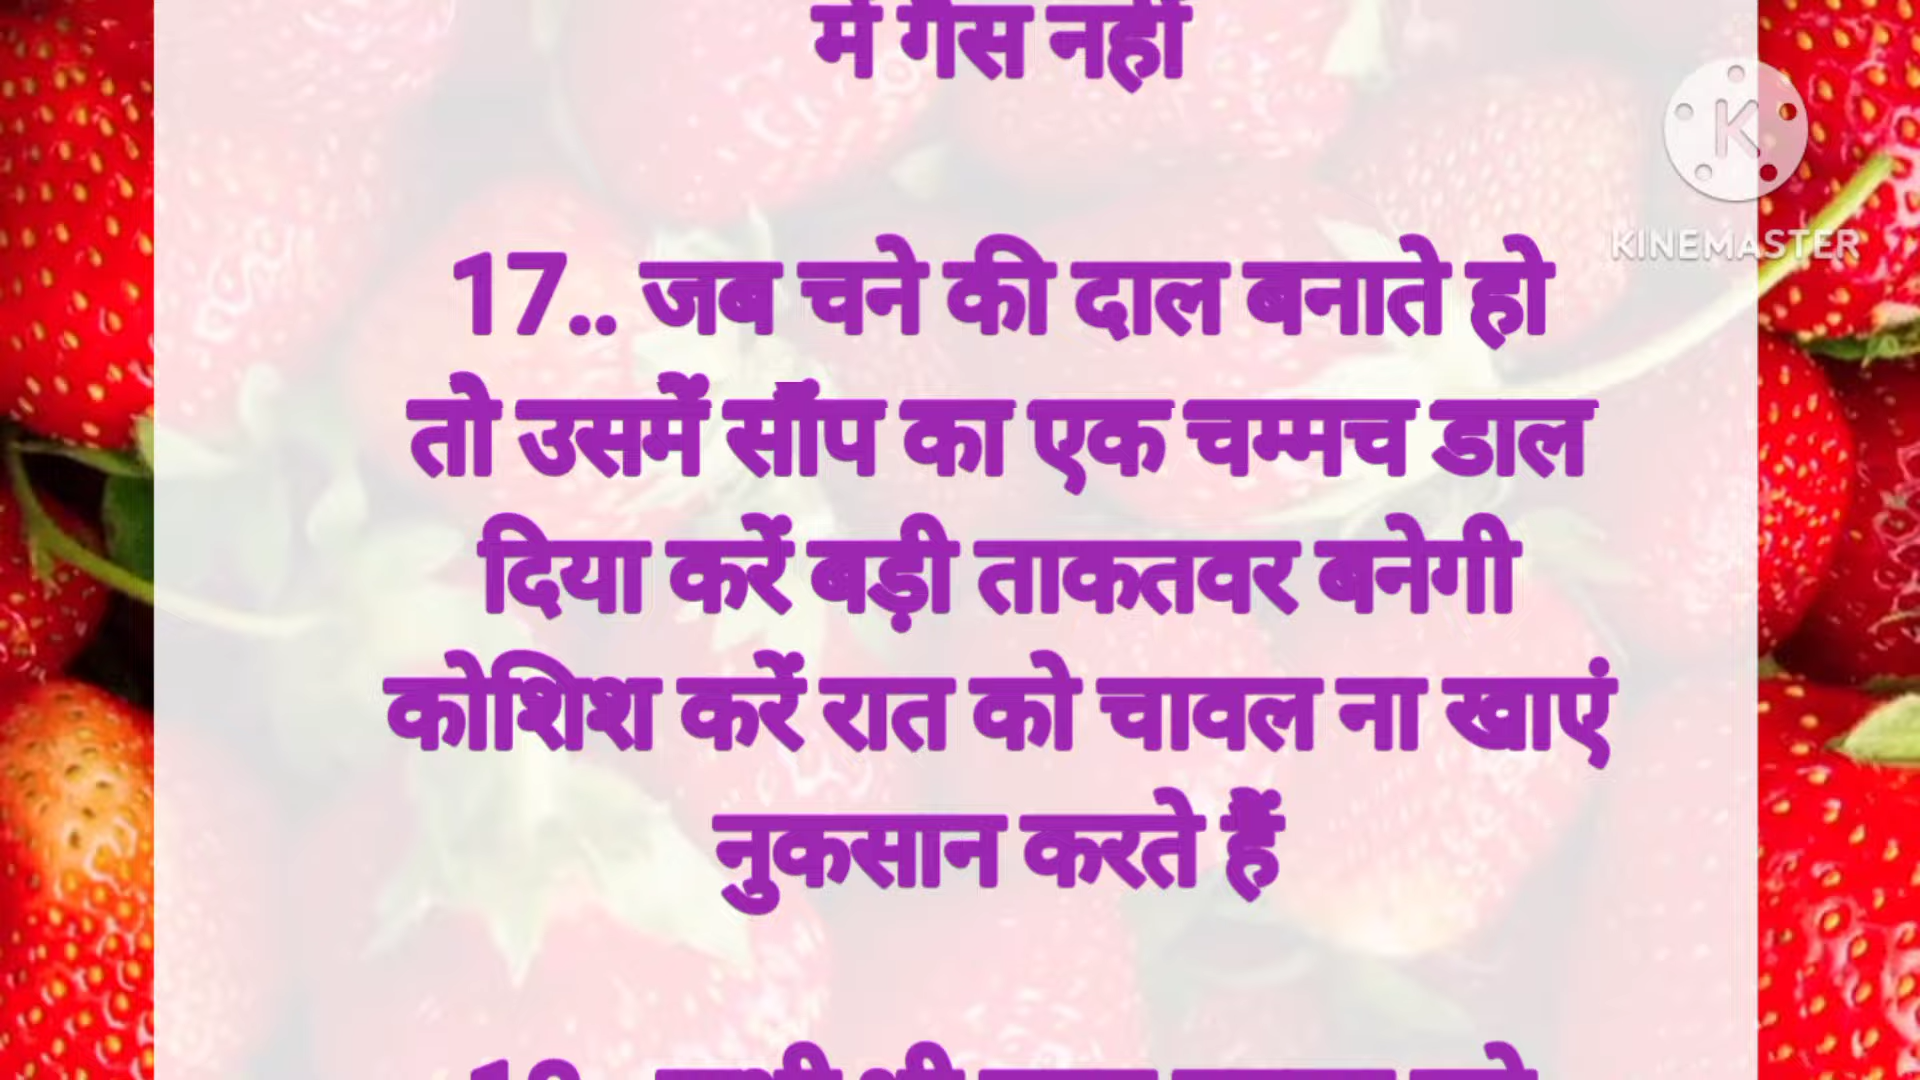 में गैस नहीं
KINEMASTER
17.. जब चने की दाल बनाते हो
तो उसमें साँप का एक चम्मच डाल
दिया करें बड़ी ताकतवर बनेगी
कोशिश करें रात को चावल ना खाएं
नुकसान करते हैं